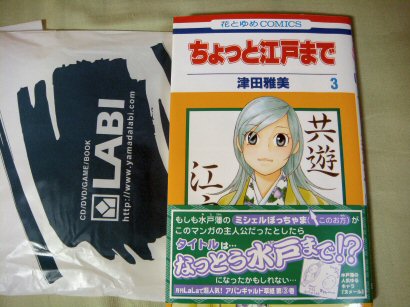 LABI
CD/DVD/GAME/BOOK
http://www.yamadalabi.com
花とゆめCOMICS
ちょっと江戸まで
津田雅美
3
共遊
江
もしも水戸藩の ミシェルぼっちゃま(このお方)が
このマンガの主人公だったとしたら
タイトルは…
なっとう水戸まで!?
になったかもしれない…